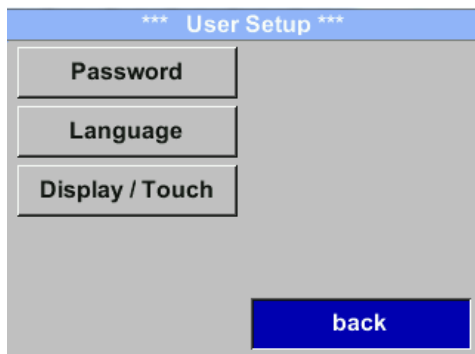 *** User Setup ***
Password
Language
Display / Touch
back